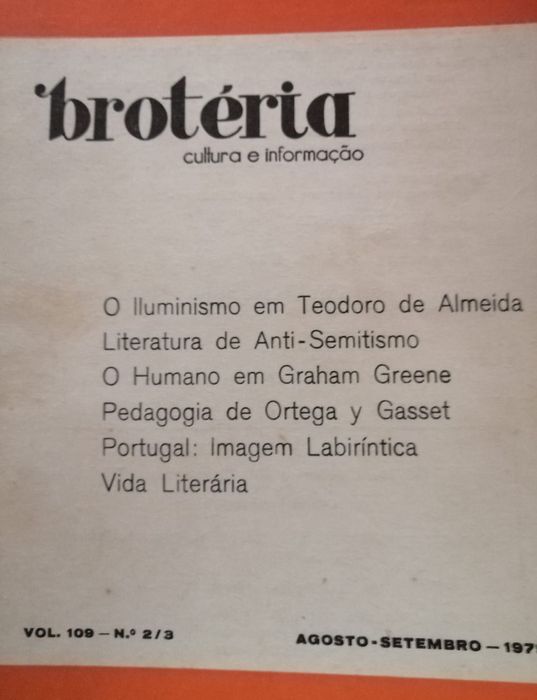 brotéria
cultura e informação
O Iluminismo em Teodoro de Almeida
Literatura de Anti-Semitismo
O Humano em Graham Greene
Pedagogia de Ortega y Gasset
Portugal: Imagem Labiríntica
Vida Literária
VOL. 109 – N.º 2/3
AGOSTO-SETEMBRO – 197